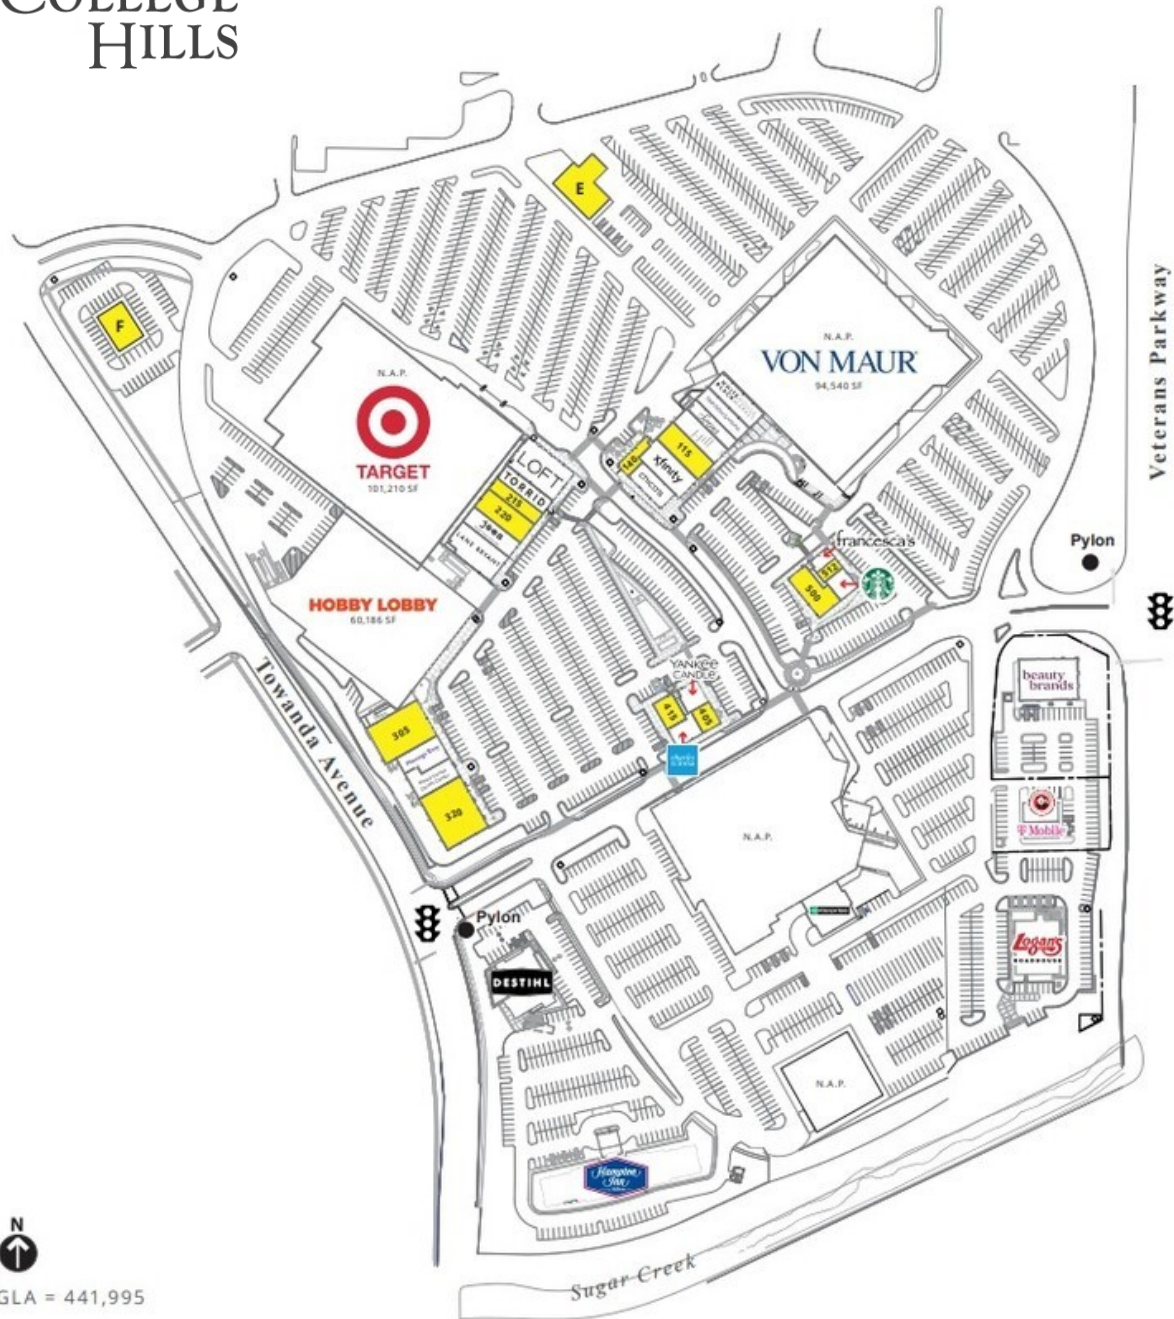 COLLEGE
HILLS
E
F
N.A.P.
VON MAUR
94,540 SF
Veterans Parkway
N.A.P.
TARGET
101,210 SF
LOFT
TORRID
215
220
LANE BRYANT
115
140
Xfinity
chicos
Pylon
francesca's
512
500
HOBBY LOBBY
60,186 SF
Towanda Avenue
YANKEE
CANDLE
415
405
beauty
brands
305
320
T Mobile
N.A.P.
Pylon
DESTIHL
Logan's
ROADHOUSE
N.A.P.
Hampton
Inn
Sugar Creek
N
GLA = 441,995